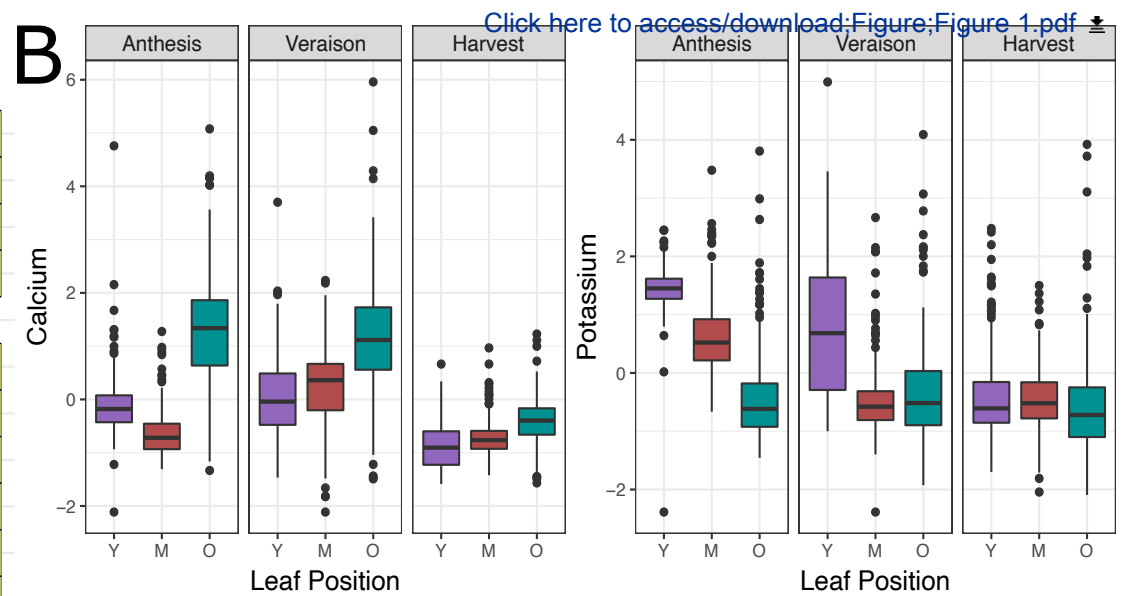 Click here to access/download;Figure;Figure 1.pdf
B
Anthesis Veraison Harvest Anthesis Veraison Harvest
Calcium
6
4
2
0
−2
Y M O Y M O Y M O
Leaf Position
Potassium
4
2
0
−2
Y M O Y M O Y M O
Leaf Position